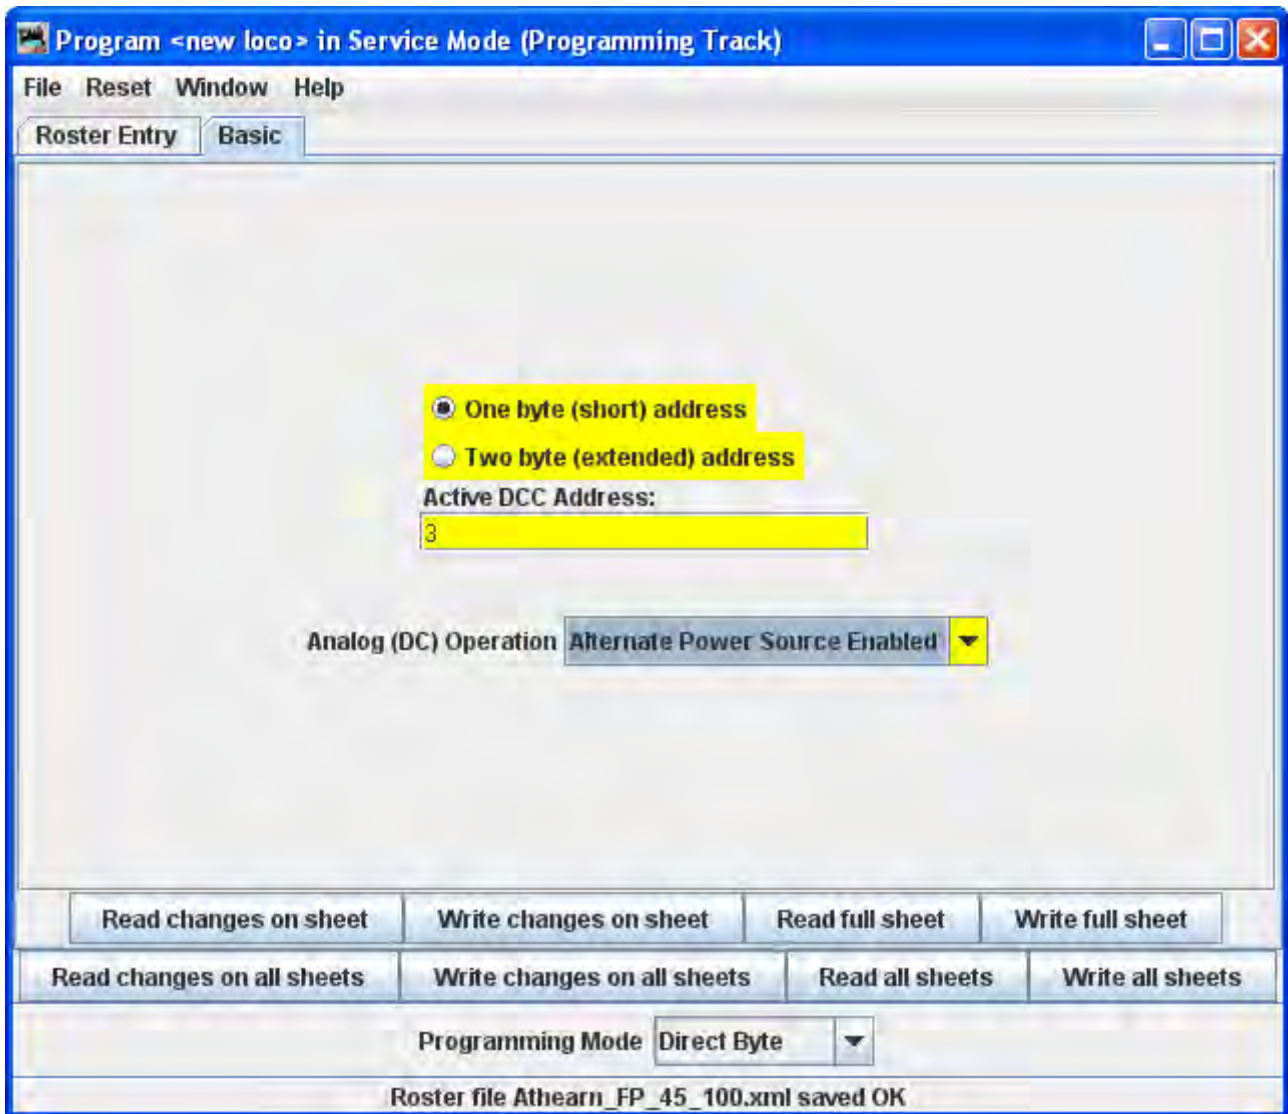 Program <new loco> in Service Mode (Programming Track)
File Reset Window Help
Roster Entry Basic
One byte (short) address
Two byte (extended) address
Active DCC Address:
3
Analog (DC) Operation Alternate Power Source Enabled
Read changes on sheet Write changes on sheet Read full sheet Write full sheet
Read changes on all sheets Write changes on all sheets Read all sheets Write all sheets
Programming Mode Direct Byte
Roster file Athearn_FP_45_100.xml saved OK